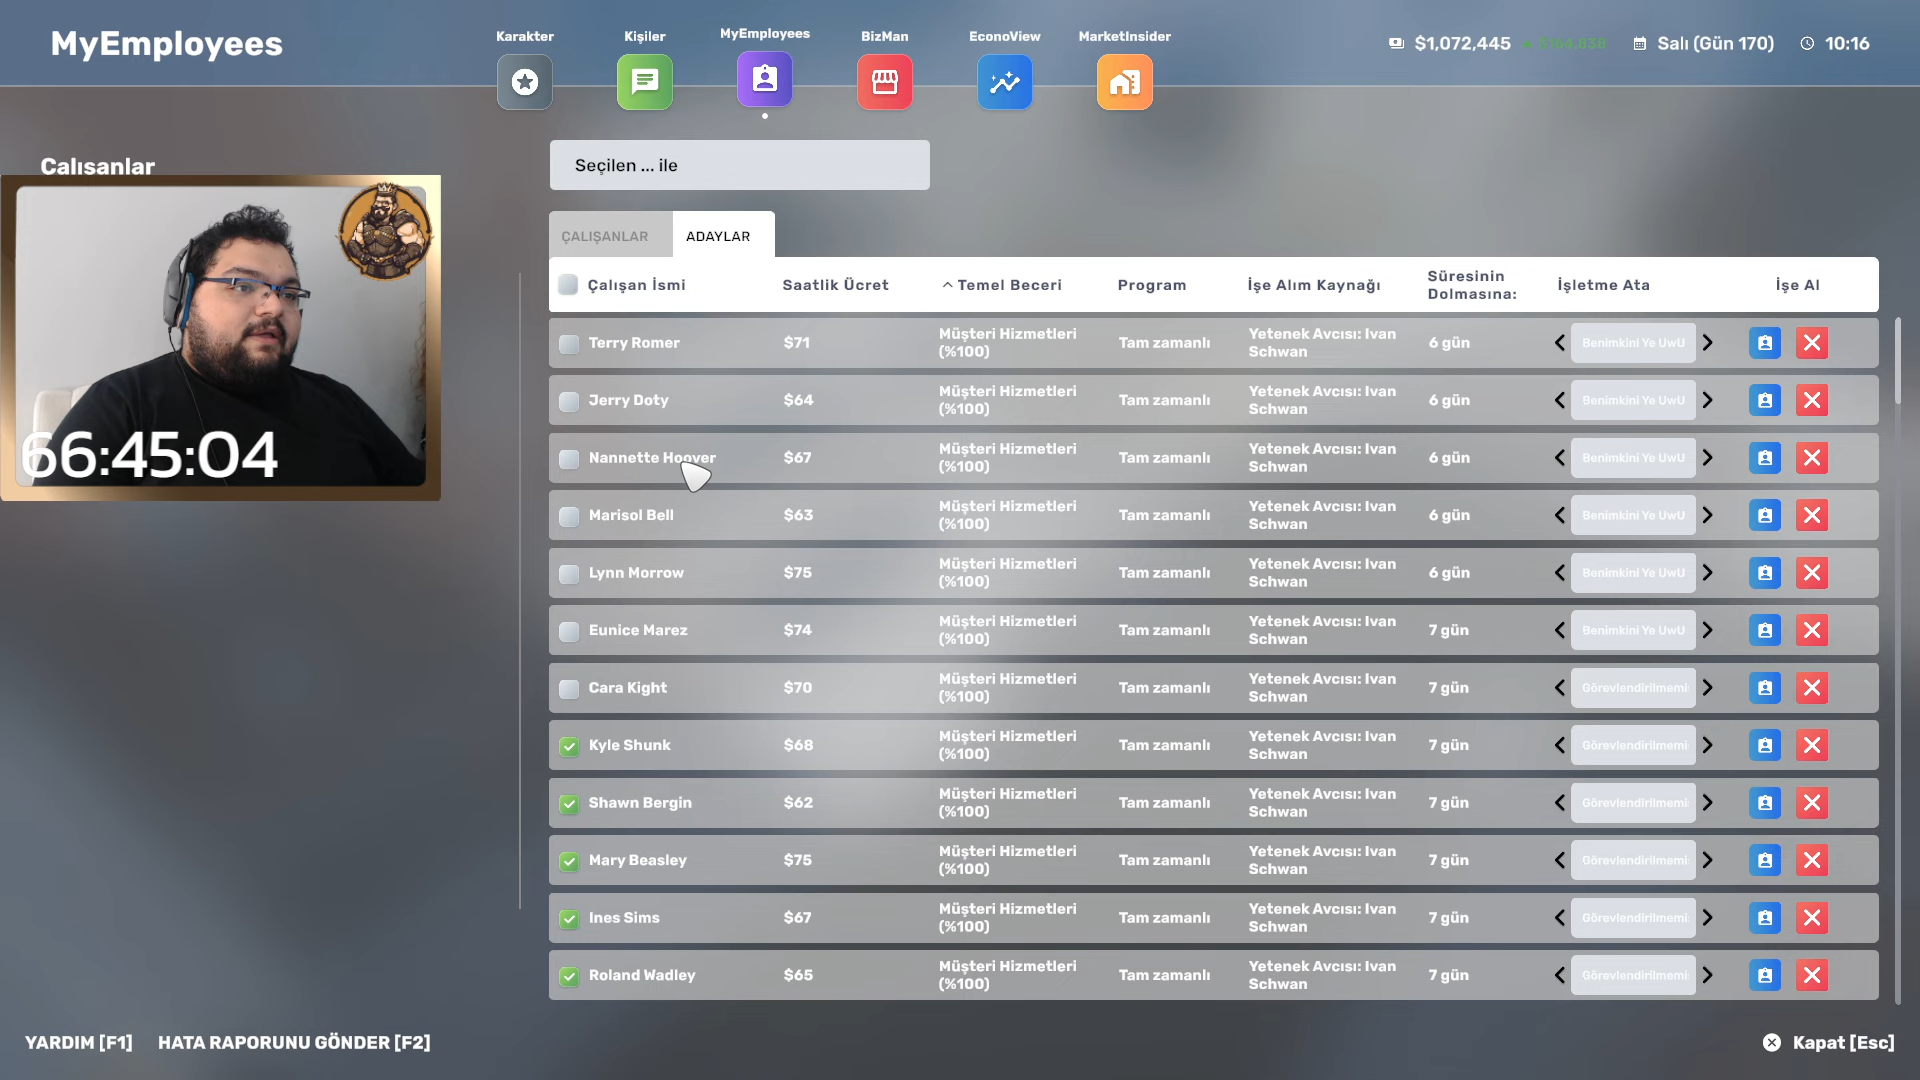 MyEmployees
Karakter
Kişiler
MyEmployees
BizMan
EconoView
MarketInsider
$1,072,445
Salı (Gün 170)
10:16
Çalışanlar
66:45:04
Seçilen ... ile
ÇALIŞANLAR
ADAYLAR
Çalışan İsmi
Saatlik Ücret
Temel Beceri
Program
İşe Alım Kaynağı
Süresinin
Dolmasına:
İşletme Ata
İşe Al
Terry Romer $71 Müşteri Hizmetleri (%100) Tam zamanlı Yetenek Avcısı: Ivan Schwan 6 gün Benimkini Ye UwU
Jerry Doty $64 Müşteri Hizmetleri (%100) Tam zamanlı Yetenek Avcısı: Ivan Schwan 6 gün Benimkini Ye UwU
Nannette Hoover $67 Müşteri Hizmetleri (%100) Tam zamanlı Yetenek Avcısı: Ivan Schwan 6 gün Benimkini Ye UwU
Marisol Bell $63 Müşteri Hizmetleri (%100) Tam zamanlı Yetenek Avcısı: Ivan Schwan 6 gün Benimkini Ye UwU
Lynn Morrow $75 Müşteri Hizmetleri (%100) Tam zamanlı Yetenek Avcısı: Ivan Schwan 6 gün Benimkini Ye UwU
Eunice Marez $74 Müşteri Hizmetleri (%100) Tam zamanlı Yetenek Avcısı: Ivan Schwan 7 gün Benimkini Ye UwU
Cara Kight $70 Müşteri Hizmetleri (%100) Tam zamanlı Yetenek Avcısı: Ivan Schwan 7 gün Görevlendirilmemi
Kyle Shunk $68 Müşteri Hizmetleri (%100) Tam zamanlı Yetenek Avcısı: Ivan Schwan 7 gün Görevlendirilmemi
Shawn Bergin $62 Müşteri Hizmetleri (%100) Tam zamanlı Yetenek Avcısı: Ivan Schwan 7 gün Görevlendirilmemi
Mary Beasley $75 Müşteri Hizmetleri (%100) Tam zamanlı Yetenek Avcısı: Ivan Schwan 7 gün Görevlendirilmemi
Ines Sims $67 Müşteri Hizmetleri (%100) Tam zamanlı Yetenek Avcısı: Ivan Schwan 7 gün Görevlendirilmemi
Roland Wadley $65 Müşteri Hizmetleri (%100) Tam zamanlı Yetenek Avcısı: Ivan Schwan 7 gün Görevlendirilmemi
YARDIM [F1]
HATA RAPORUNU GÖNDER [F2]
Kapat [Esc]